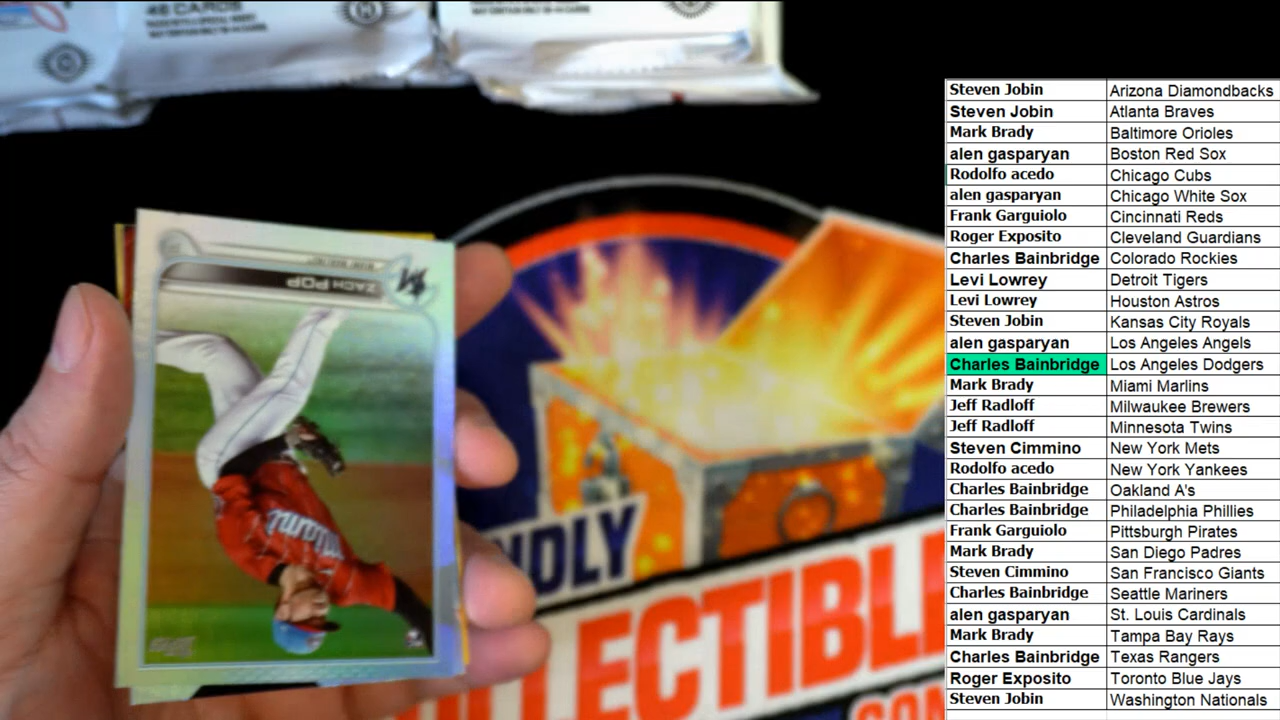 48 CARDS
ZACH POP
Miami
NDLY
LLECTIBL
COM
Steven Jobin Arizona Diamondbacks
Steven Jobin Atlanta Braves
Mark Brady Baltimore Orioles
alen gasparyan Boston Red Sox
Rodolfo acedo Chicago Cubs
alen gasparyan Chicago White Sox
Frank Garguiolo Cincinnati Reds
Roger Exposito Cleveland Guardians
Charles Bainbridge Colorado Rockies
Levi Lowrey Detroit Tigers
Levi Lowrey Houston Astros
Steven Jobin Kansas City Royals
alen gasparyan Los Angeles Angels
Charles Bainbridge Los Angeles Dodgers
Mark Brady Miami Marlins
Jeff Radloff Milwaukee Brewers
Jeff Radloff Minnesota Twins
Steven Cimmino New York Mets
Rodolfo acedo New York Yankees
Charles Bainbridge Oakland A's
Charles Bainbridge Philadelphia Phillies
Frank Garguiolo Pittsburgh Pirates
Mark Brady San Diego Padres
Steven Cimmino San Francisco Giants
Charles Bainbridge Seattle Mariners
alen gasparyan St. Louis Cardinals
Mark Brady Tampa Bay Rays
Charles Bainbridge Texas Rangers
Roger Exposito Toronto Blue Jays
Steven Jobin Washington Nationals